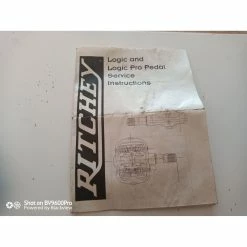 RITCHEY
Logic and
Logic Pro Pedal
Service
Instructions
Shot on BV9600Pro
Powered by Blackview